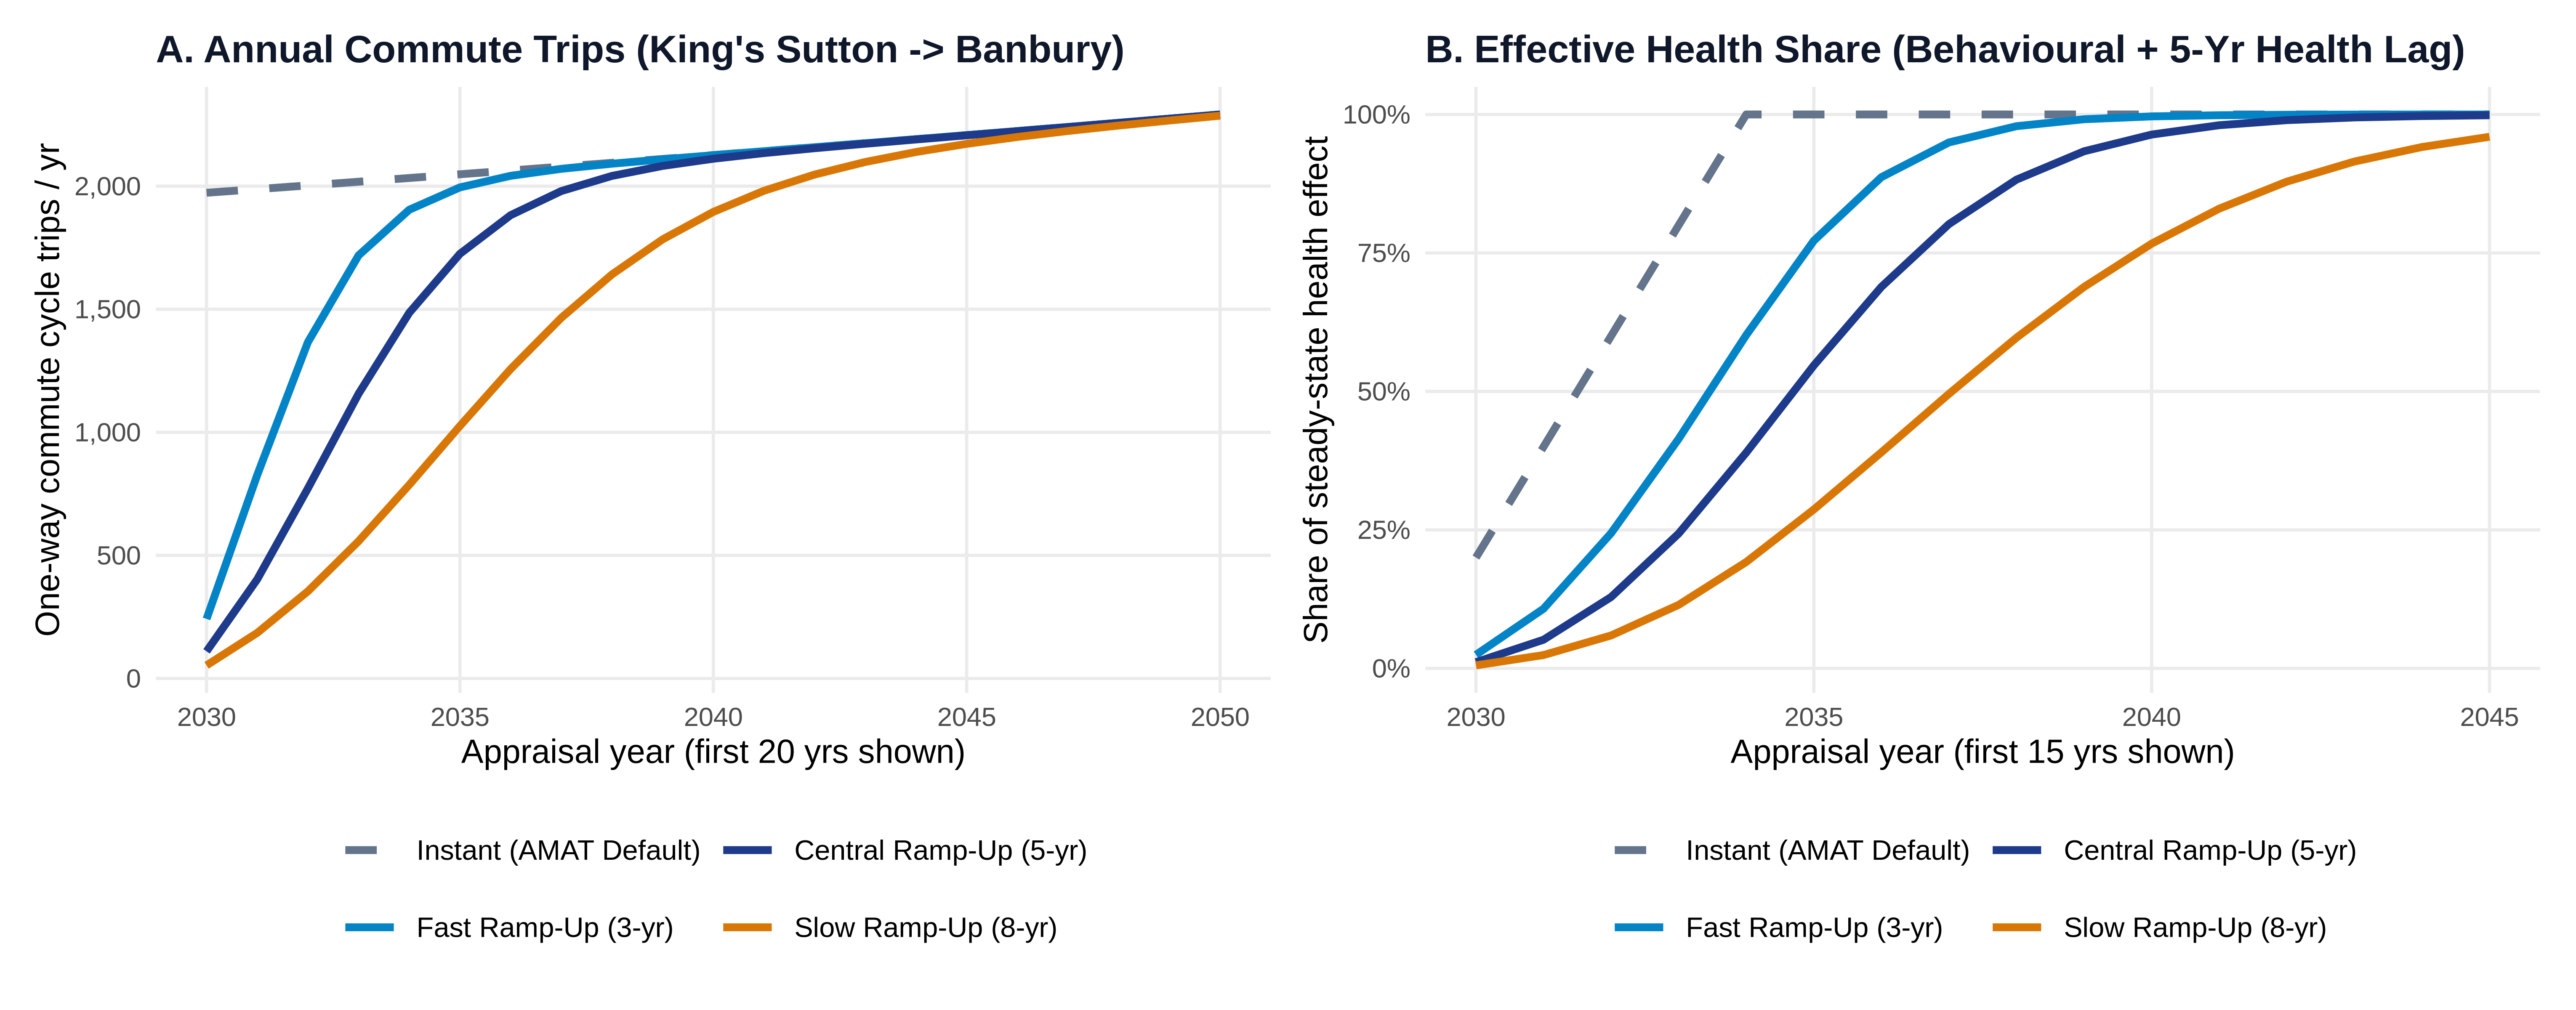 A. Annual Commute Trips (King's Sutton -> Banbury)
One-way commute cycle trips / yr
2,000
1,500
1,000
500
0
2030
2035
2040
2045
2050
Appraisal year (first 20 yrs shown)
Instant (AMAT Default)
Central Ramp-Up (5-yr)
Fast Ramp-Up (3-yr)
Slow Ramp-Up (8-yr)
B. Effective Health Share (Behavioural + 5-Yr Health Lag)
Share of steady-state health effect
100%
75%
50%
25%
0%
2030
2035
2040
2045
Appraisal year (first 15 yrs shown)
Instant (AMAT Default)
Central Ramp-Up (5-yr)
Fast Ramp-Up (3-yr)
Slow Ramp-Up (8-yr)